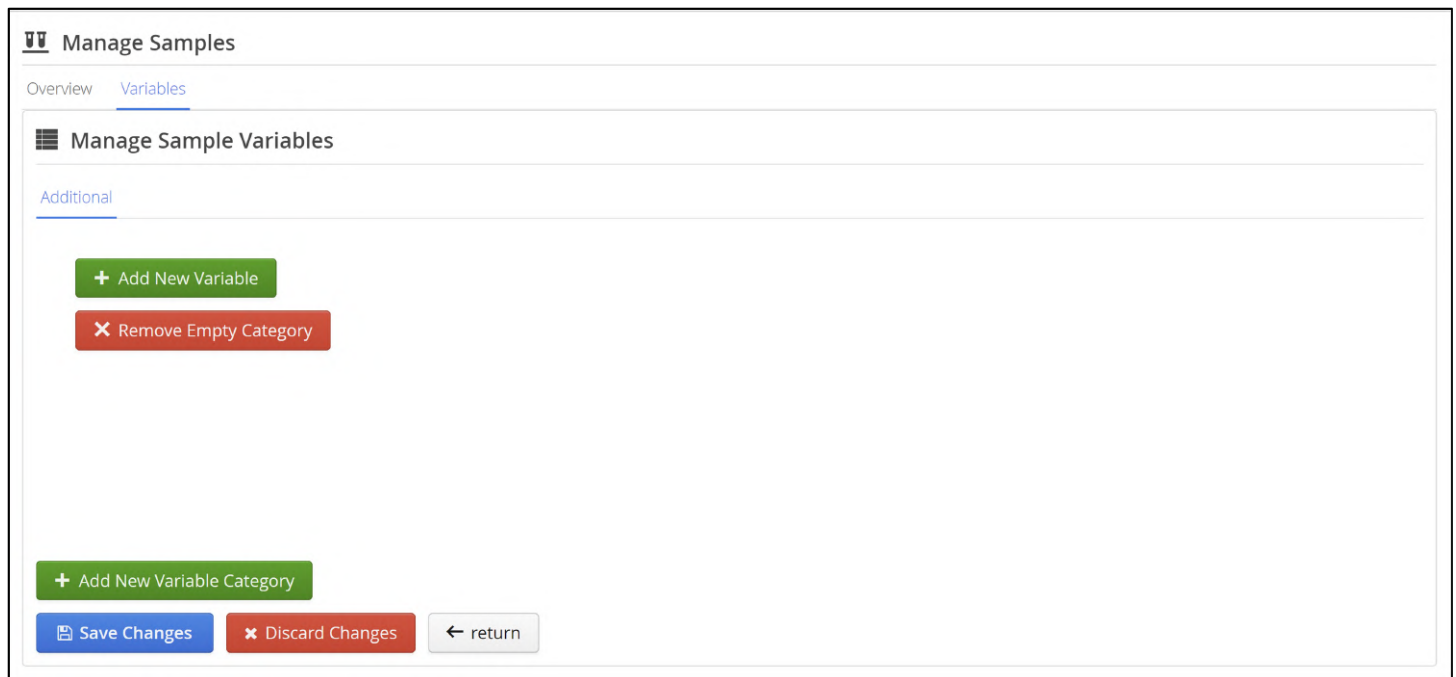 Manage Samples
Overview Variables
Manage Sample Variables
Additional
+ Add New Variable
Remove Empty Category
+ Add New Variable Category
Save Changes Discard Changes ← return